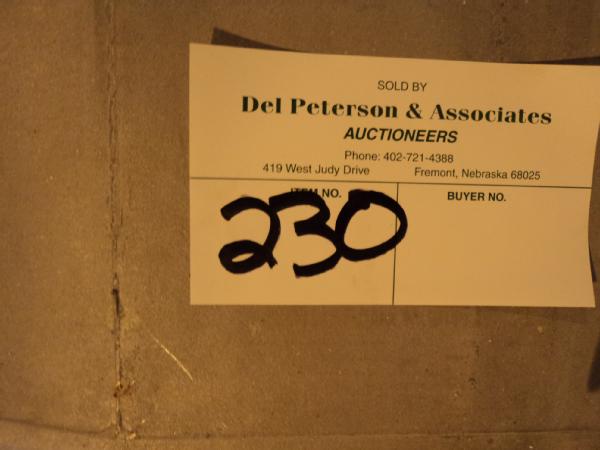 SOLD BY
Del Peterson & Associates
AUCTIONEERS
Phone: 402-721-4388
419 West Judy Drive Fremont, Nebraska 68025
ITEM NO. BUYER NO.
230